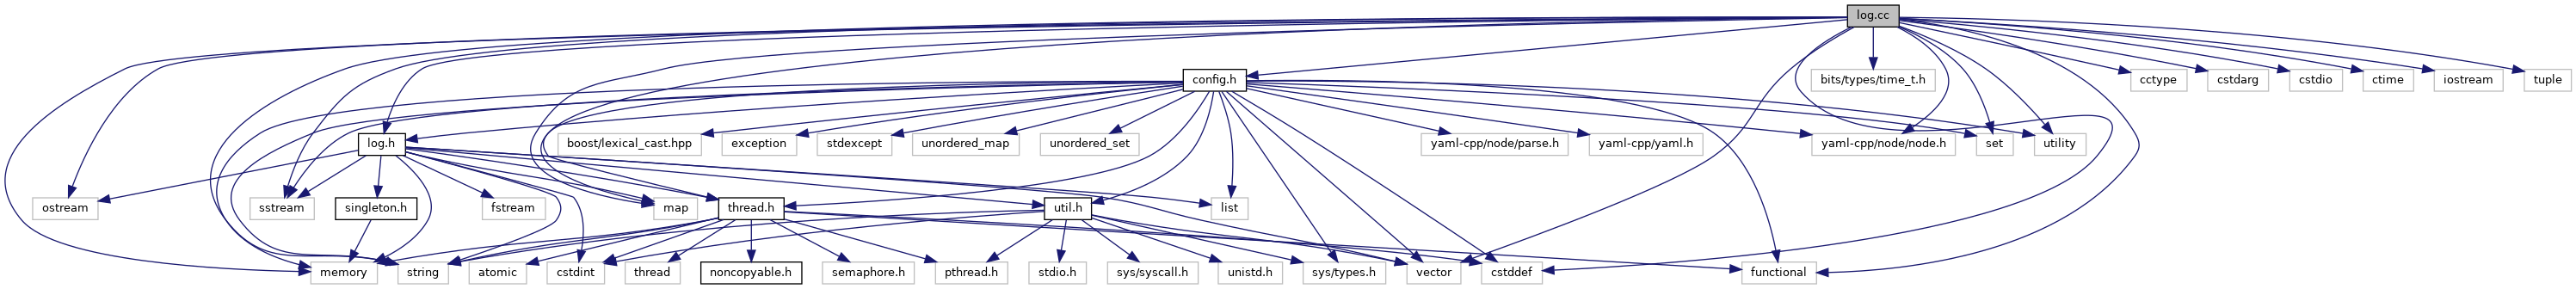 log.cc
config.h
bits/types/time_t.h
cctype
cstdarg
cstdio
ctime
iostream
tuple
log.h
boost/lexical_cast.hpp
exception
stdexcept
unordered_map
unordered_set
yaml-cpp/node/parse.h
yaml-cpp/yaml.h
yaml-cpp/node/node.h
set
utility
ostream
sstream
singleton.h
fstream
map
thread.h
util.h
list
memory
string
atomic
cstdint
thread
noncopyable.h
semaphore.h
pthread.h
stdio.h
sys/syscall.h
unistd.h
sys/types.h
vector
cstddef
functional